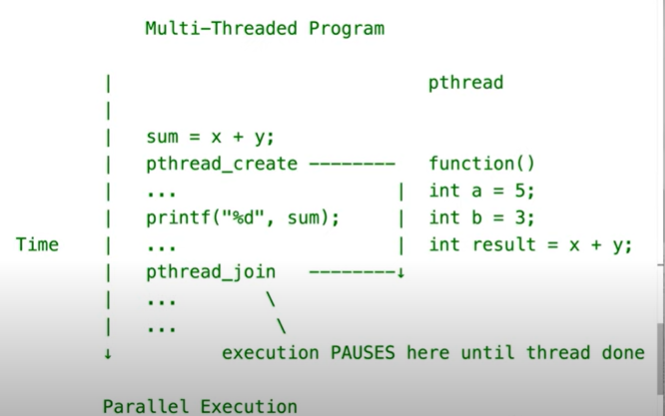 Multi-Threaded Program
pthread
sum = x + y;
pthread_create -------- function()
... | int a = 5;
printf("%d", sum); | int b = 3;
Time ... | int result = x + y;
pthread_join --------↓
... \
... \
↓ execution PAUSES here until thread done
Parallel Execution